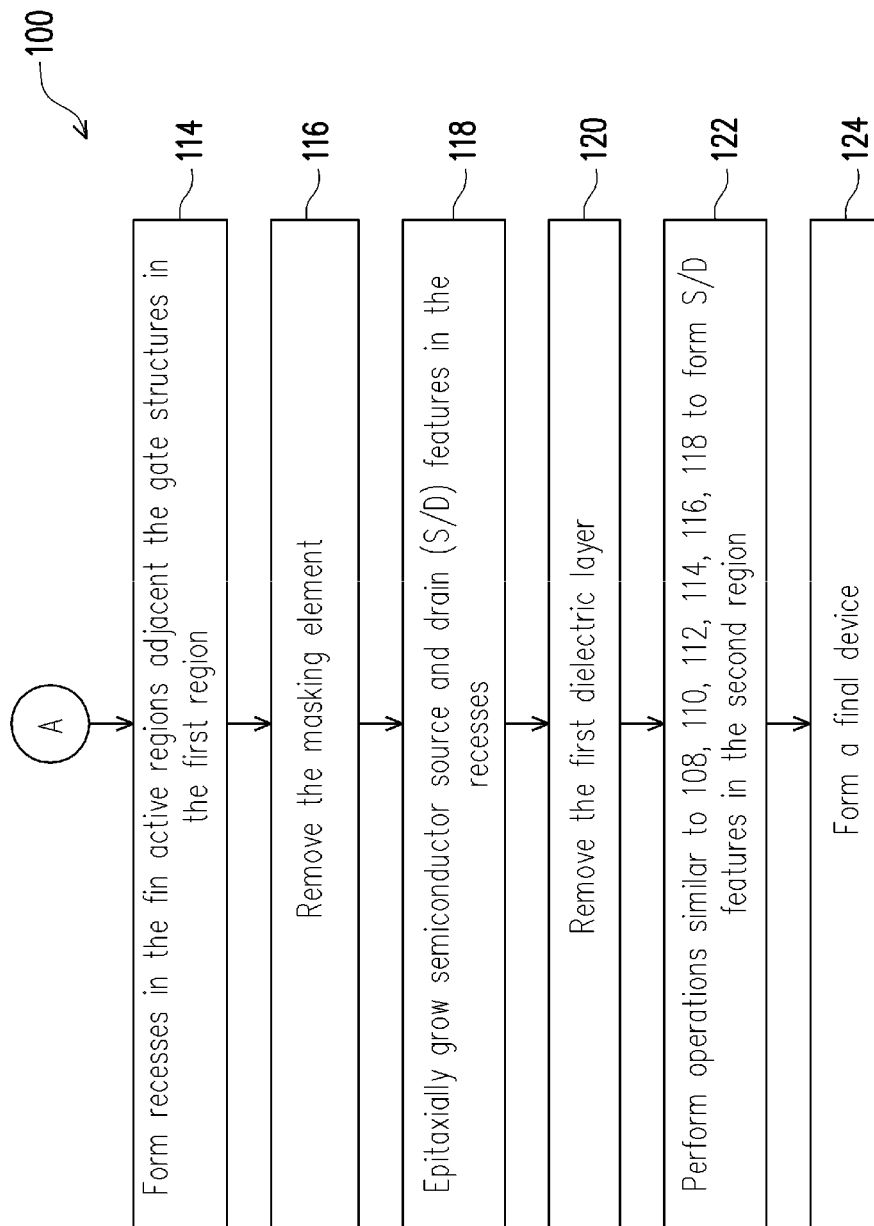 100
A
Form recesses in the fin active regions adjacent the gate structures in
the first region
114
Remove the masking element
116
Epitaxially grow semiconductor source and drain (S/D) features in the
recesses
118
Remove the first dielectric layer
120
Perform operations similar to 108, 110, 112, 114, 116, 118 to form S/D
features in the second region
122
Form a final device
124